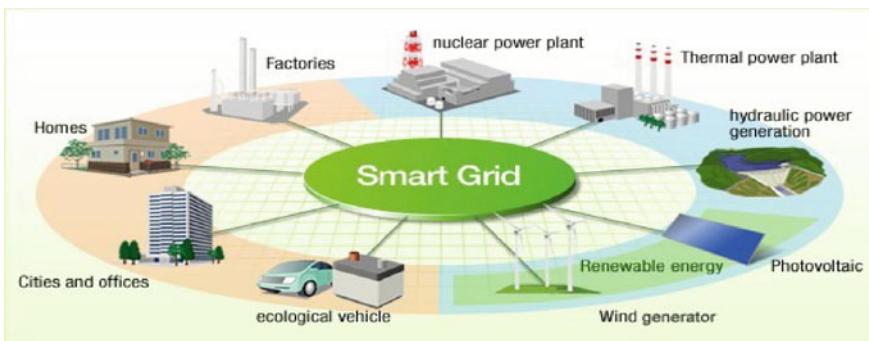 nuclear power plant
Factories
Thermal power plant
Homes
hydraulic power
generation
Smart Grid
Cities and offices
Renewable energy
Photovoltaic
ecological vehicle
Wind generator